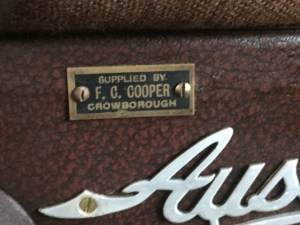 SUPPLIED BY
F. C. COOPER
CROWBOROUGH
Aus